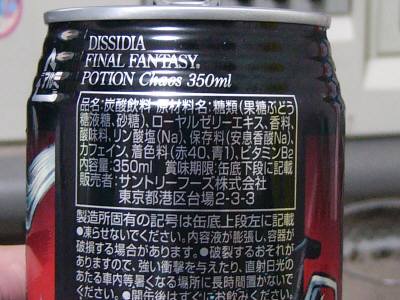 DISSIDIA
FINAL FANTASY®
POTION Chaos 350ml
品名:炭酸飲料 原材料名:糖類(果糖ぶどう
糖液糖、砂糖)、ローヤルゼリーエキス、香料、
酸味料、リン酸塩(Na)、保存料(安息香酸Na)、
カフェイン、着色料(赤40、青1)、ビタミンB2
内容量:350ml 賞味期限:缶底下段に記載
販売者:サントリーフーズ株式会社
東京都港区台場2-3-3
製造所固有の記号は缶底上段左に記載
●凍らせないでください。内容液が膨張し、容器が
破損する場合があります。●破裂するおそれが
ありますので、強い衝撃を与えたり、直射日光の
あたる車内等暑くなる場所に長時間置かない
でください。●開缶後はすぐにお飲みください。